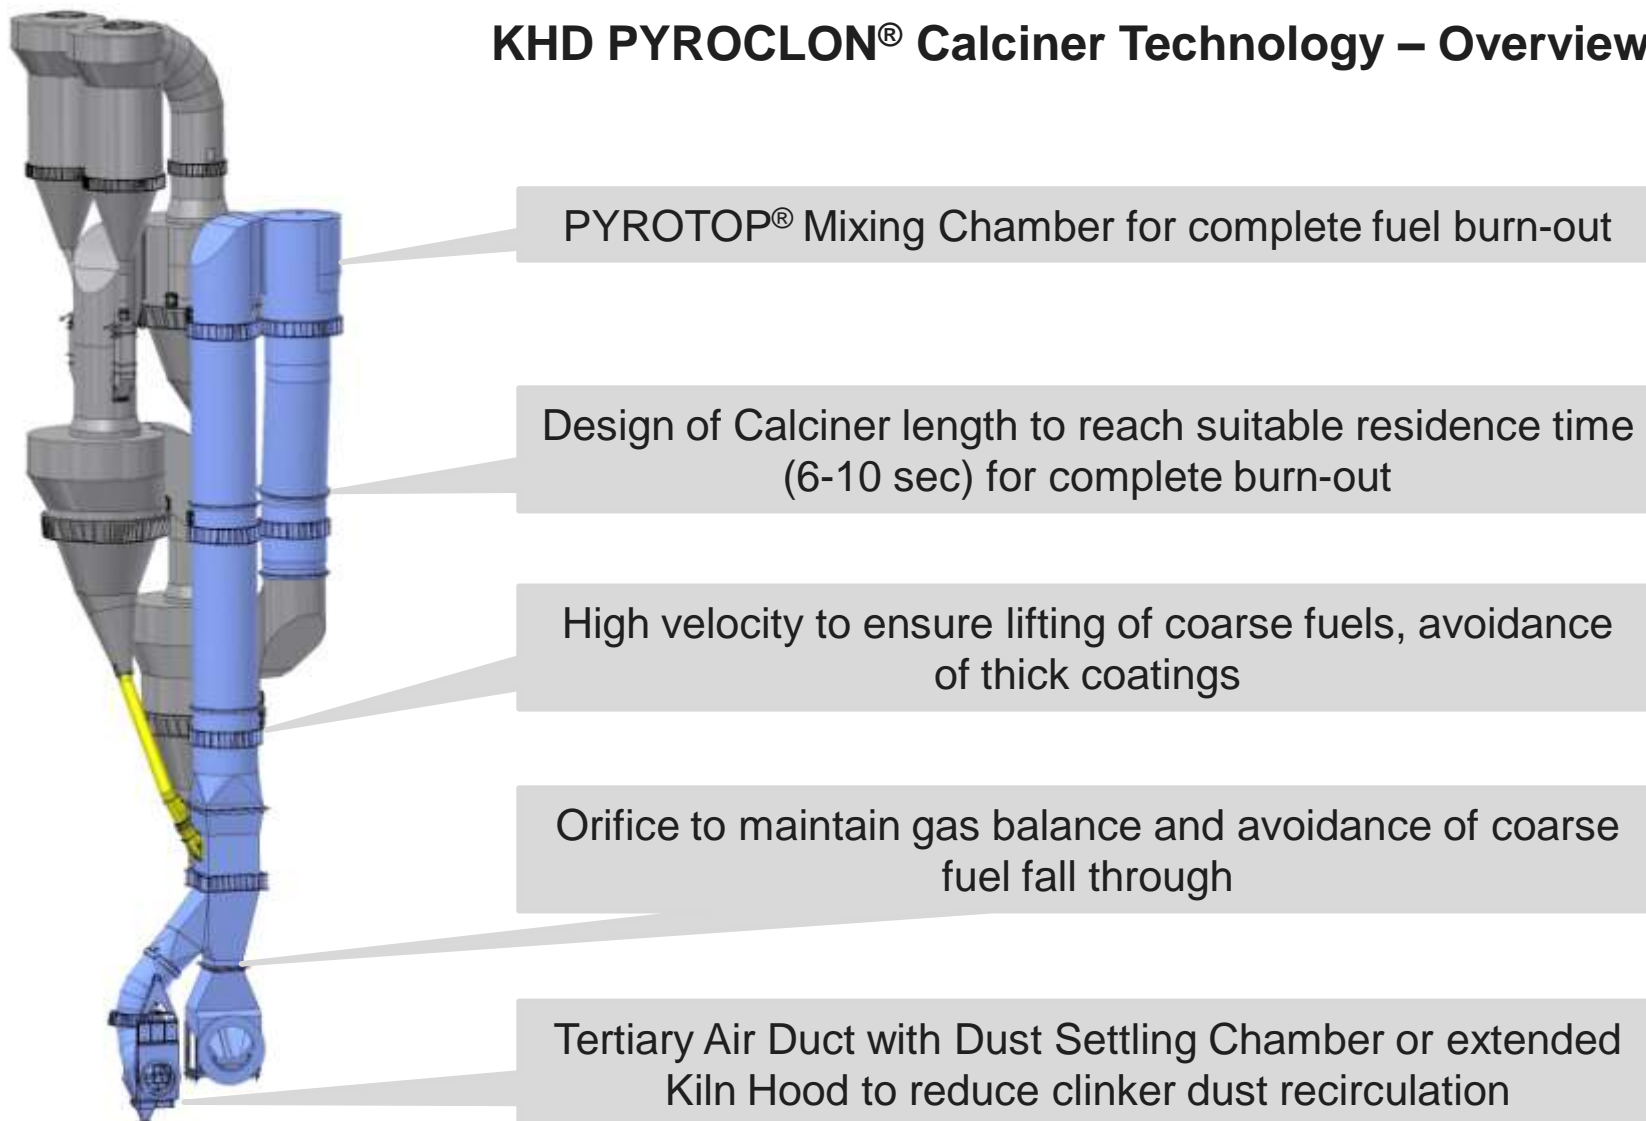 KHD PYROCLON® Calciner Technology – Overview
PYROTOP® Mixing Chamber for complete fuel burn-out
Design of Calciner length to reach suitable residence time
(6-10 sec) for complete burn-out
High velocity to ensure lifting of coarse fuels, avoidance
of thick coatings
Orifice to maintain gas balance and avoidance of coarse
fuel fall through
Tertiary Air Duct with Dust Settling Chamber or extended
Kiln Hood to reduce clinker dust recirculation